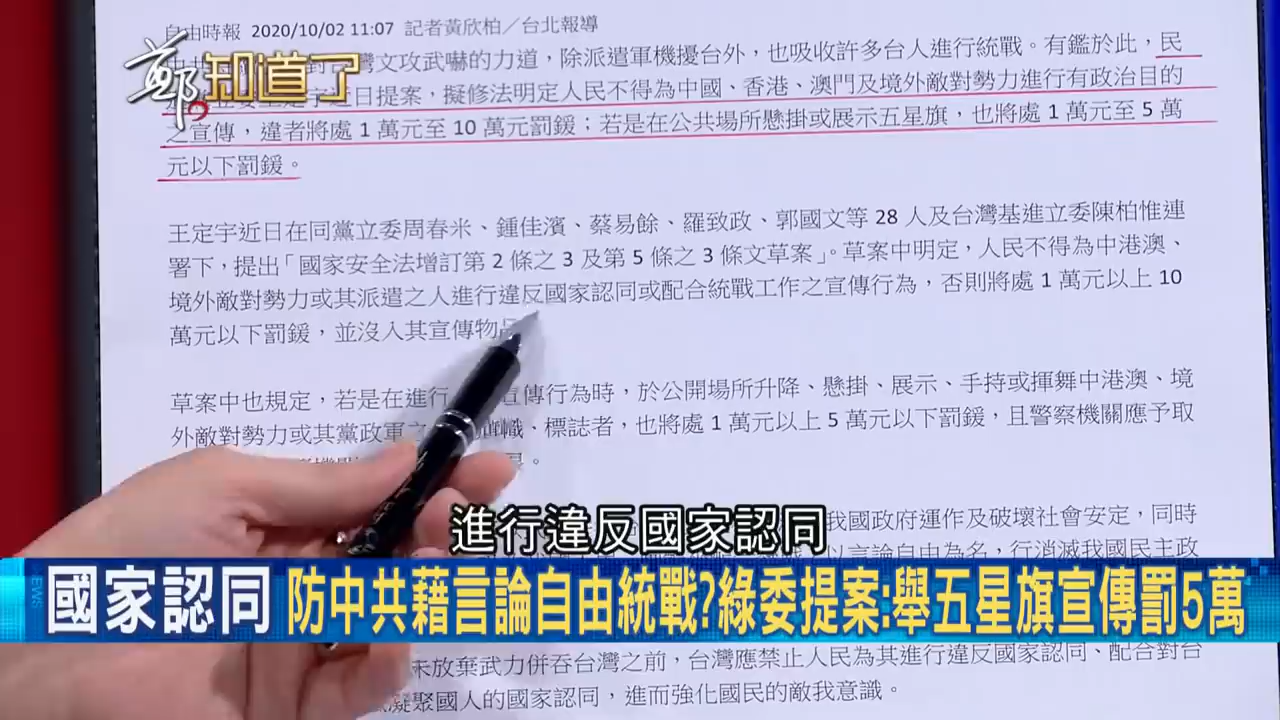 自由時報 2020/10/02 11:07 記者黃欣柏／台北報導
鄭知道了
灣文攻武嚇的力道，除派遣軍機擾台外，也吸收許多台人進行統戰。有鑑於此，民
日提案，擬修法明定人民不得為中國、香港、澳門及境外敵對勢力進行有政治目的
之宣傳，違者將處 1 萬元至 10 萬元罰鍰；若是在公共場所懸掛或展示五星旗，也將處 1 萬元至 5 萬
元以下罰鍰。
王定宇近日在同黨立委周春米、鍾佳濱、蔡易餘、羅致政、郭國文等 28 人及台灣基進立委陳柏惟連
署下，提出「國家安全法增訂第 2 條之 3 及第 5 條之 3 條文草案」。草案中明定，人民不得為中港澳、
境外敵對勢力或其派遣之人進行違反國家認同或配合統戰工作之宣傳行為，否則將處 1 萬元以上 10
萬元以下罰鍰，並沒入其宣傳物品
草案中也規定，若是在進行 宣傳行為時，於公開場所升降、懸掛、展示、手持或揮舞中港澳、境
外敵對勢力或其黨政軍之 旗幟、標誌者，也將處 1 萬元以上 5 萬元以下罰鍰，且警察機關應予取
我國政府運作及破壞社會安定，同時
進行違反國家認同
以言論自由為名，行消滅我國民主政
NEWS
國家認同 防中共藉言論自由統戰?綠委提案:舉五星旗宣傳罰5萬
未放棄武力併吞台灣之前，台灣應禁止人民為其進行違反國家認同、配合對台
凝聚國人的國家認同，進而強化國民的敵我意識。